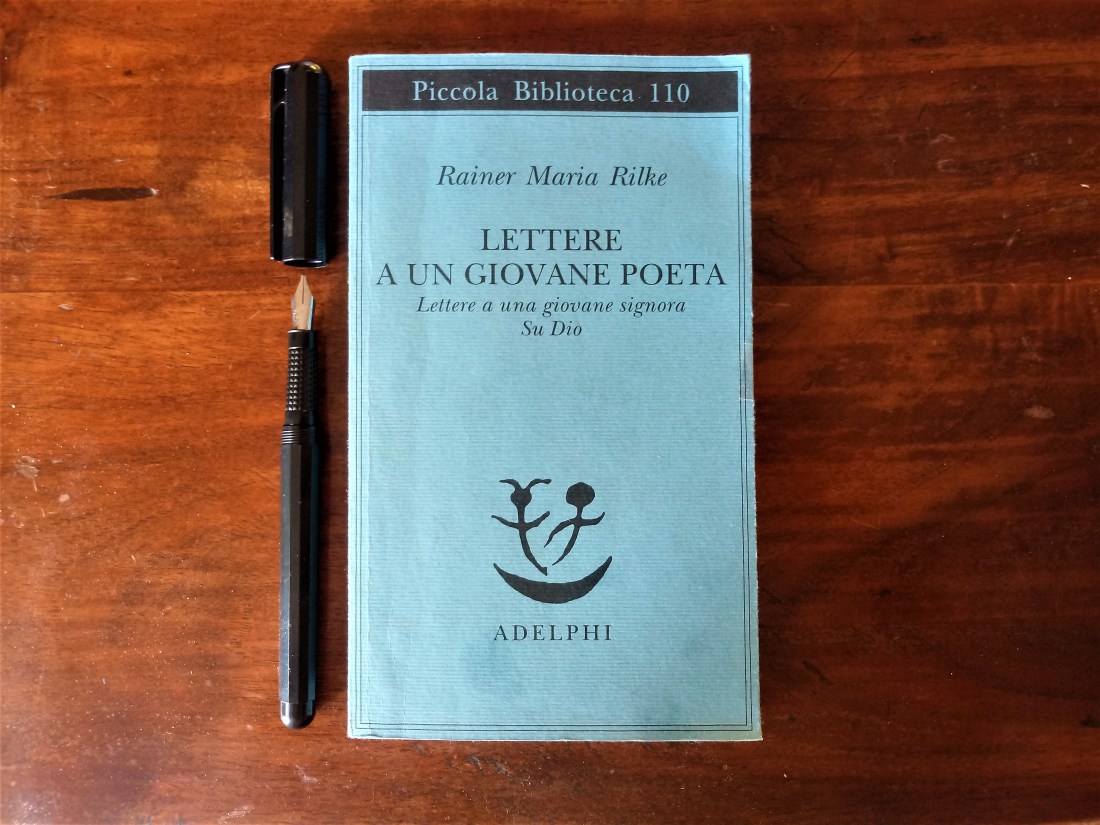 Piccola Biblioteca 110
Rainer Maria Rilke
LETTERE
A UN GIOVANE POETA
Lettere a una giovane signora
Su Dio
ADELPHI